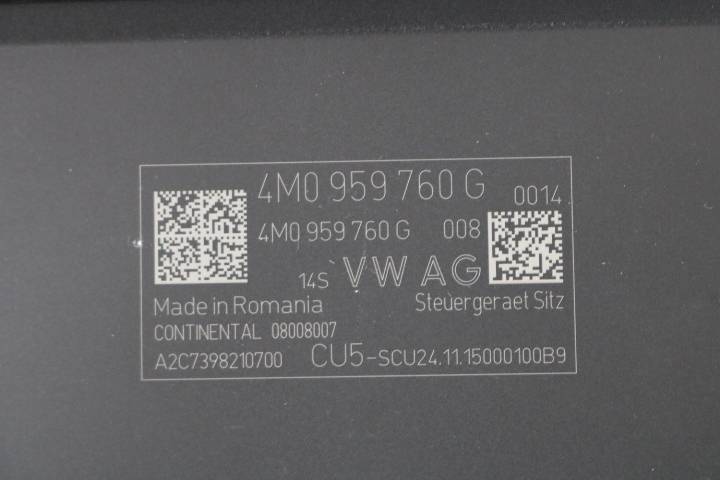 4M0 959 760 G 0014
4M0 959 760 G 008
14S VW AG
Made in Romania Steuergeraet Sitz
CONTINENTAL 08008007
A2C7398210700 CU5-SCU24.11.15000100B9